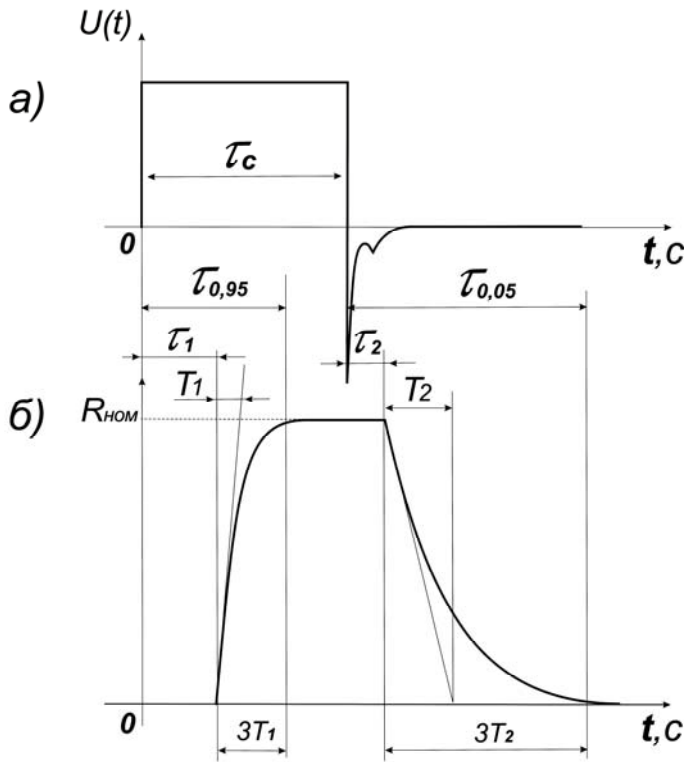 U(t)
а)
τc
0
t,c
τ0,95
τ0,05
τ1
τ2
T1
T2
б)
Rном
0
t,c
3T1
3T2